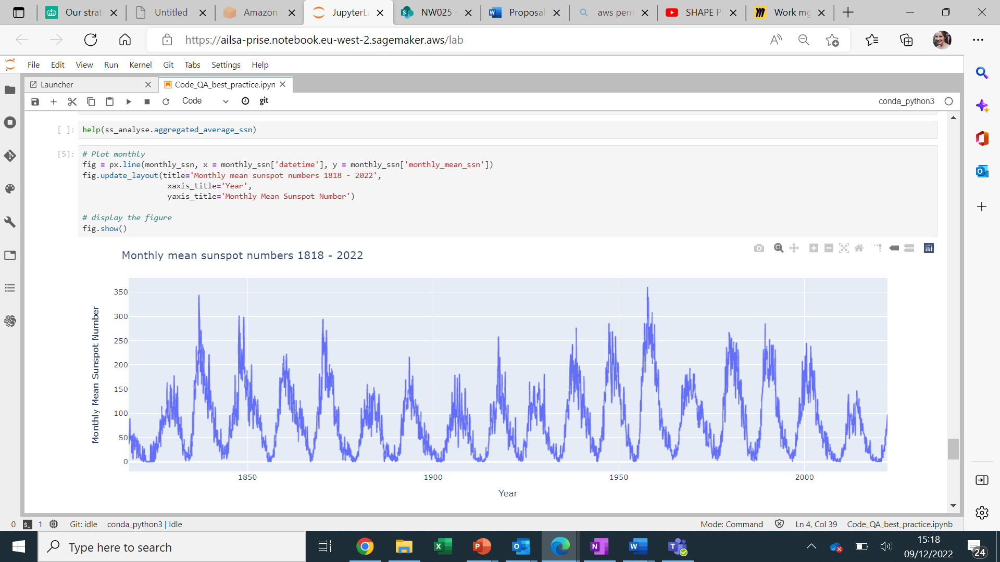 Our strat
Untitled
Amazon
JupyterLa
NW025 -
Proposal
aws perm
SHAPE P
Work mg
https://ailsa-prise.notebook.eu-west-2.sagemaker.aws/lab
File Edit View Run Kernel Git Tabs Settings Help
Launcher
Code_QA_best_practice.ipyn
Code
git
conda_python3
[ ]: help(ss_analyse.aggregated_average_ssn)
[5]: # Plot monthly
fig = px.line(monthly_ssn, x = monthly_ssn['datetime'], y = monthly_ssn['monthly_mean_ssn'])
fig.update_layout(title='Monthly mean sunspot numbers 1818 - 2022',
xaxis_title='Year',
yaxis_title='Monthly Mean Sunspot Number')
# display the figure
fig.show()
Monthly mean sunspot numbers 1818 - 2022
Monthly Mean Sunspot Number
350
300
250
200
150
100
50
0
1850 1900 1950 2000
Year
0 1 Git: idle conda_python3 | Idle
Mode: Command Ln 4, Col 39 Code_QA_best_practice.ipynb
Type here to search
15:18
09/12/2022
24